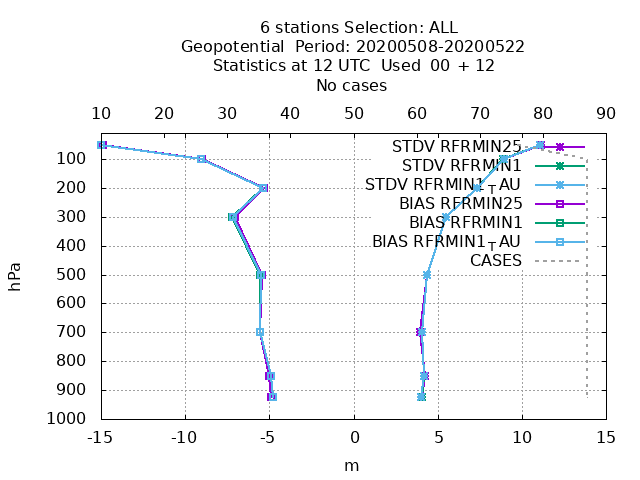 6 stations Selection: ALL
Geopotential  Period: 20200508-20200522
Statistics at 12 UTC  Used  00 + 12
No cases
10 20 30 40 50 60 70 80 90
STDV RFRMIN25
STDV RFRMIN1
STDV RFRMIN1TAU
BIAS RFRMIN25
BIAS RFRMIN1
BIAS RFRMIN1TAU
CASES
100
200
300
400
500
600
700
800
900
1000
hPa
-15 -10 -5 0 5 10 15
m